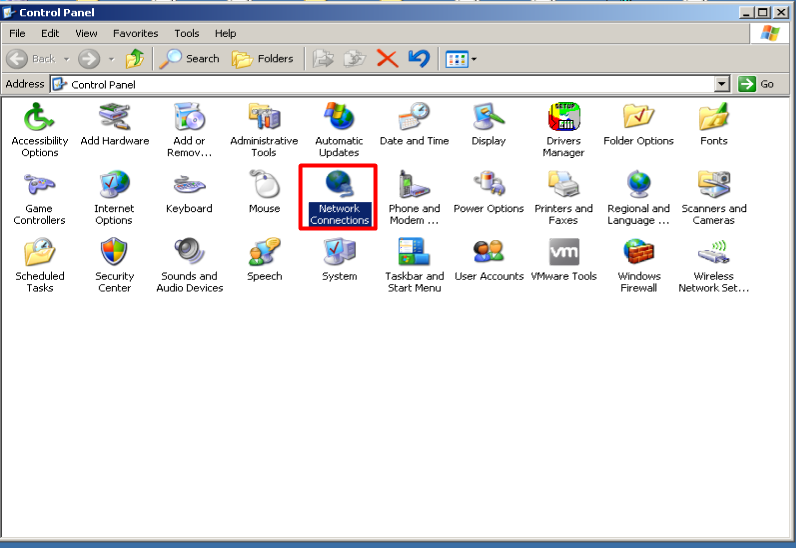 Control Panel
File Edit View Favorites Tools Help
Back Search Folders
Address Control Panel Go
Accessibility Options
Add Hardware
Add or Remov...
Administrative Tools
Automatic Updates
Date and Time
Display
SETUP
Drivers Manager
Folder Options
Fonts
Game Controllers
Internet Options
Keyboard
Mouse
Network Connections
Phone and Modem ...
Power Options
Printers and Faxes
Regional and Language ...
Scanners and Cameras
Scheduled Tasks
Security Center
Sounds and Audio Devices
Speech
System
Taskbar and Start Menu
User Accounts
vm
VMware Tools
Windows Firewall
Wireless Network Set...